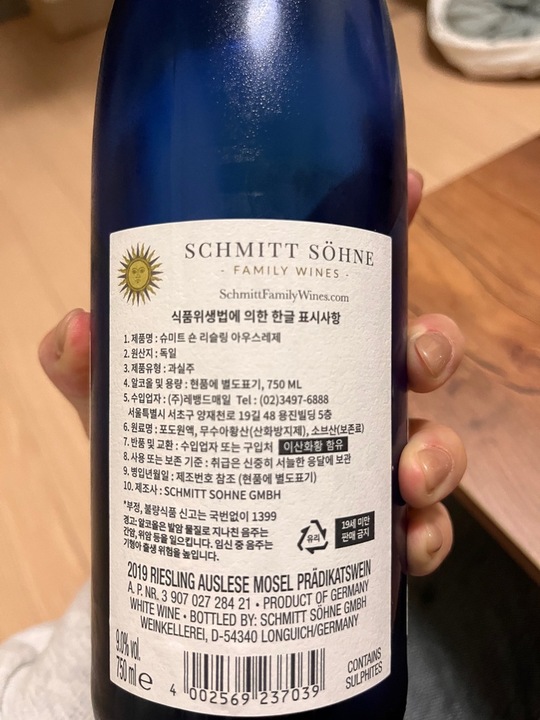 SCHMITT SÖHNE
- FAMILY WINES -
SchmittFamilyWines.com
식품위생법에 의한 한글 표시사항
1. 제품명 : 슈미트 숀 리슬링 아우스레제
2. 원산지 : 독일
3. 제품유형 : 과실주
4. 알코올 및 용량 : 현품에 별도표기, 750 ML
5. 수입업자 : (주)레뱅드매일 Tel : (02)3497-6888
서울특별시 서초구 양재천로 19길 48 용진빌딩 5층
6. 원료명 : 포도원액, 무수아황산(산화방지제), 소브산(보존료)
7. 반품 및 교환 : 수입업자 또는 구입처 이산화황 함유
8. 사용 또는 보존 기준 : 취급은 신중히 서늘한 응달에 보관
9. 병입년월일 : 제조번호 참조 (현품에 별도표기)
10. 제조사 : SCHMITT SOHNE GMBH
*부정, 불량식품 신고는 국번없이 1399
경고: 알코올은 발암 물질로 지나친 음주는
간암, 위암 등을 일으킵니다. 임신 중 음주는
기형아 출생 위험을 높입니다.
유리
19세 미만
판매 금지
2019 RIESLING AUSLESE MOSEL PRÄDIKATSWEIN
A. P. NR. 3 907 027 284 21 • PRODUCT OF GERMANY
WHITE WINE • BOTTLED BY: SCHMITT SÖHNE GMBH
WEINKELLEREI, D-54340 LONGUICH/GERMANY
9.0% vol.
750 ml e
4 002569 237039
CONTAINS
SULPHITES